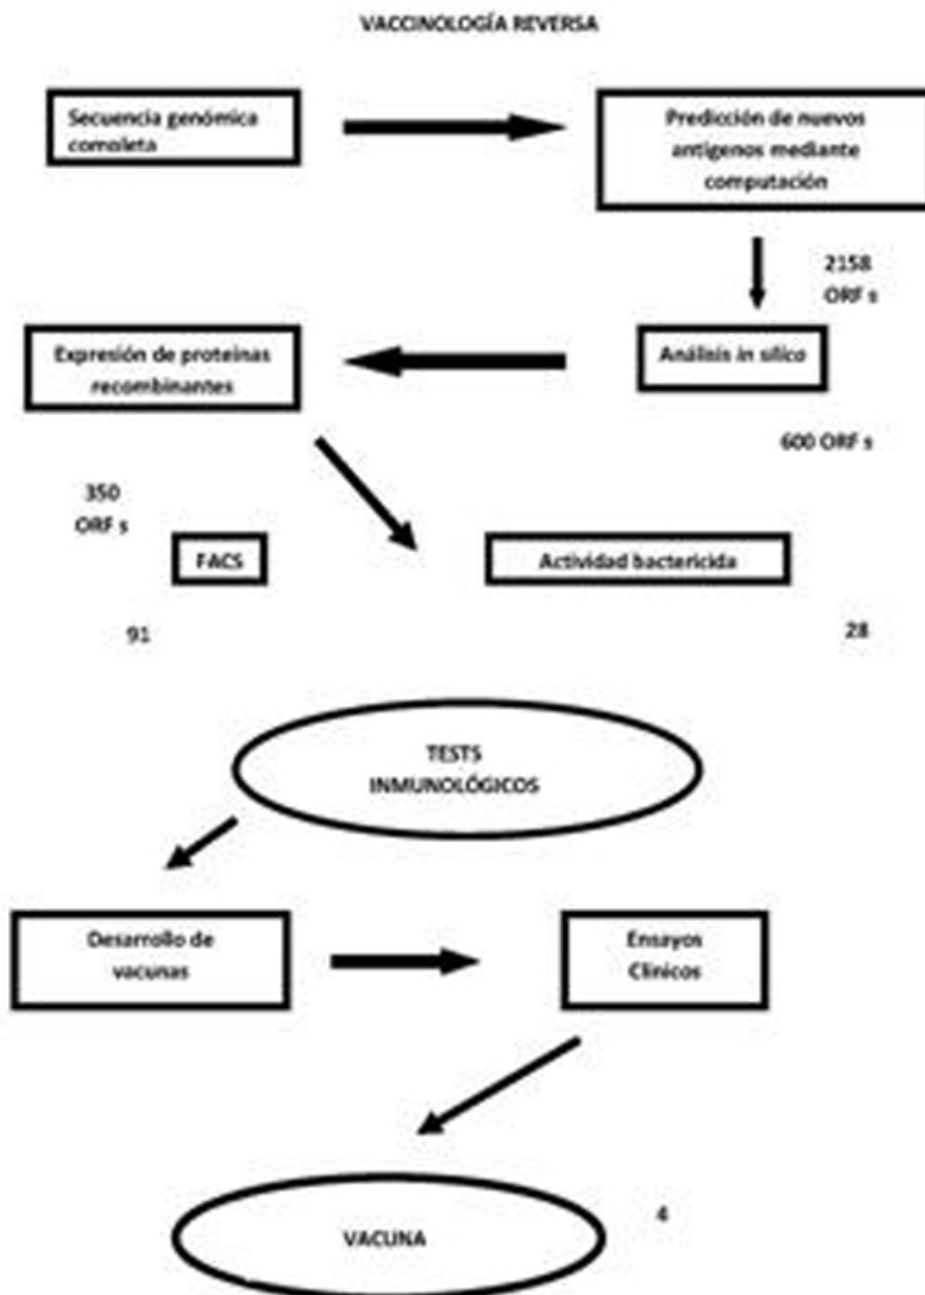 VACCINOLOGÍA REVERSA
Secuencia genómica
completa
Predicción de nuevos
antígenos mediante
computación
2158
ORF s
Expresión de proteínas
recombinantes
Análisis in silico
600 ORF s
350
ORF s
FACS
Actividad bactericida
91
28
TESTS
INMUNOLÓGICOS
Desarrollo de
vacunas
Ensayos
Clínicos
4
VACUNA